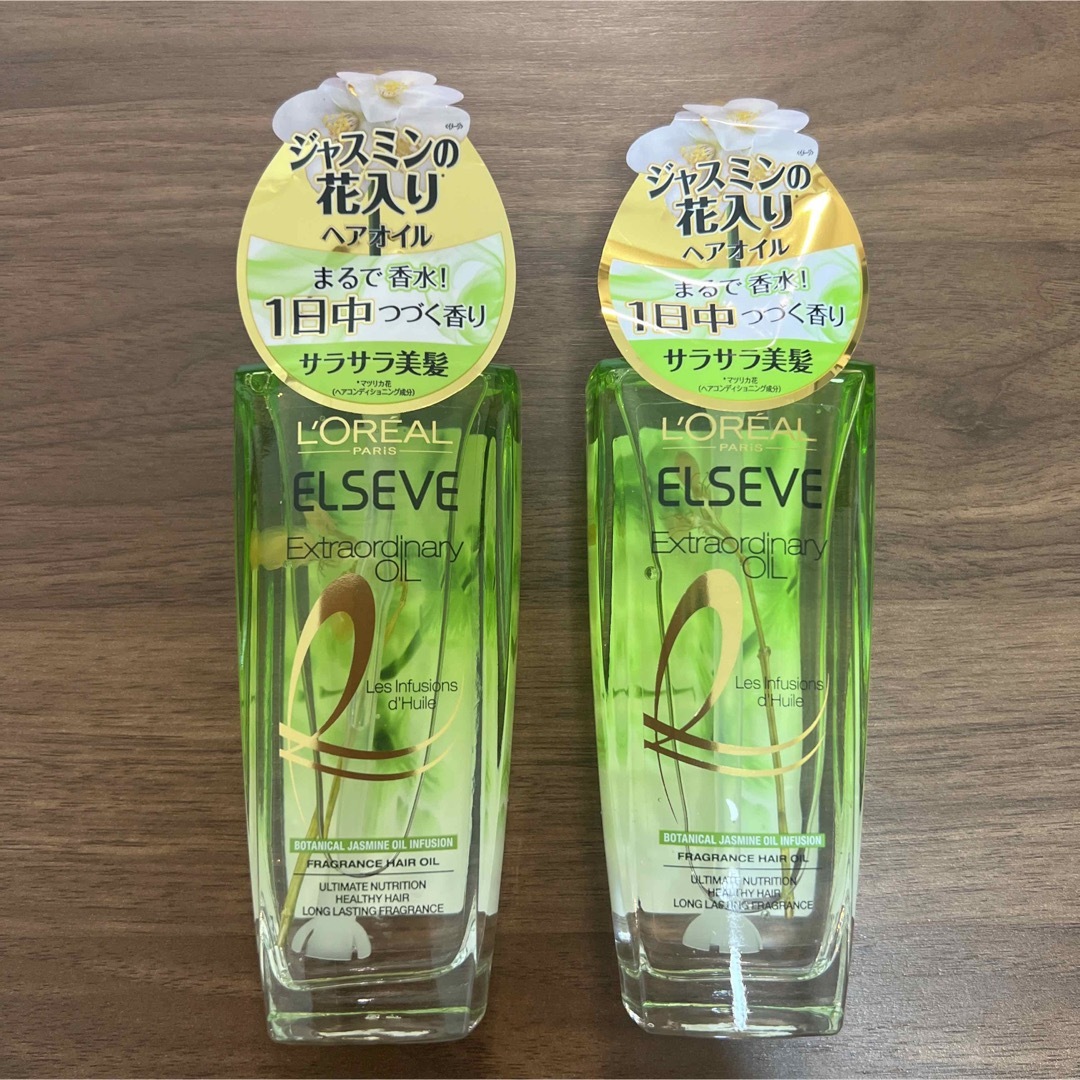 ジャスミンの
花入り*
ヘアオイル
まるで香水!
1日中つづく香り
サラサラ美髪
*マツリカ花
(ヘアコンディショニング成分)
L'ORÉAL
PARIS
ELSEVE
Extraordinary
OIL
Les Infusions
d'Huile
BOTANICAL JASMINE OIL INFUSION
FRAGRANCE HAIR OIL
ULTIMATE NUTRITION
HEALTHY HAIR
LONG LASTING FRAGRANCE
ジャスミンの
花入り*
ヘアオイル
まるで香水!
1日中つづく香り
サラサラ美髪
*マツリカ花
(ヘアコンディショニング成分)
L'ORÉAL
PARIS
ELSEVE
Extraordinary
OIL
Les Infusions
d'Huile
BOTANICAL JASMINE OIL INFUSION
FRAGRANCE HAIR OIL
ULTIMATE NUTRITION
HEALTHY HAIR
LONG LASTING FRAGRANCE